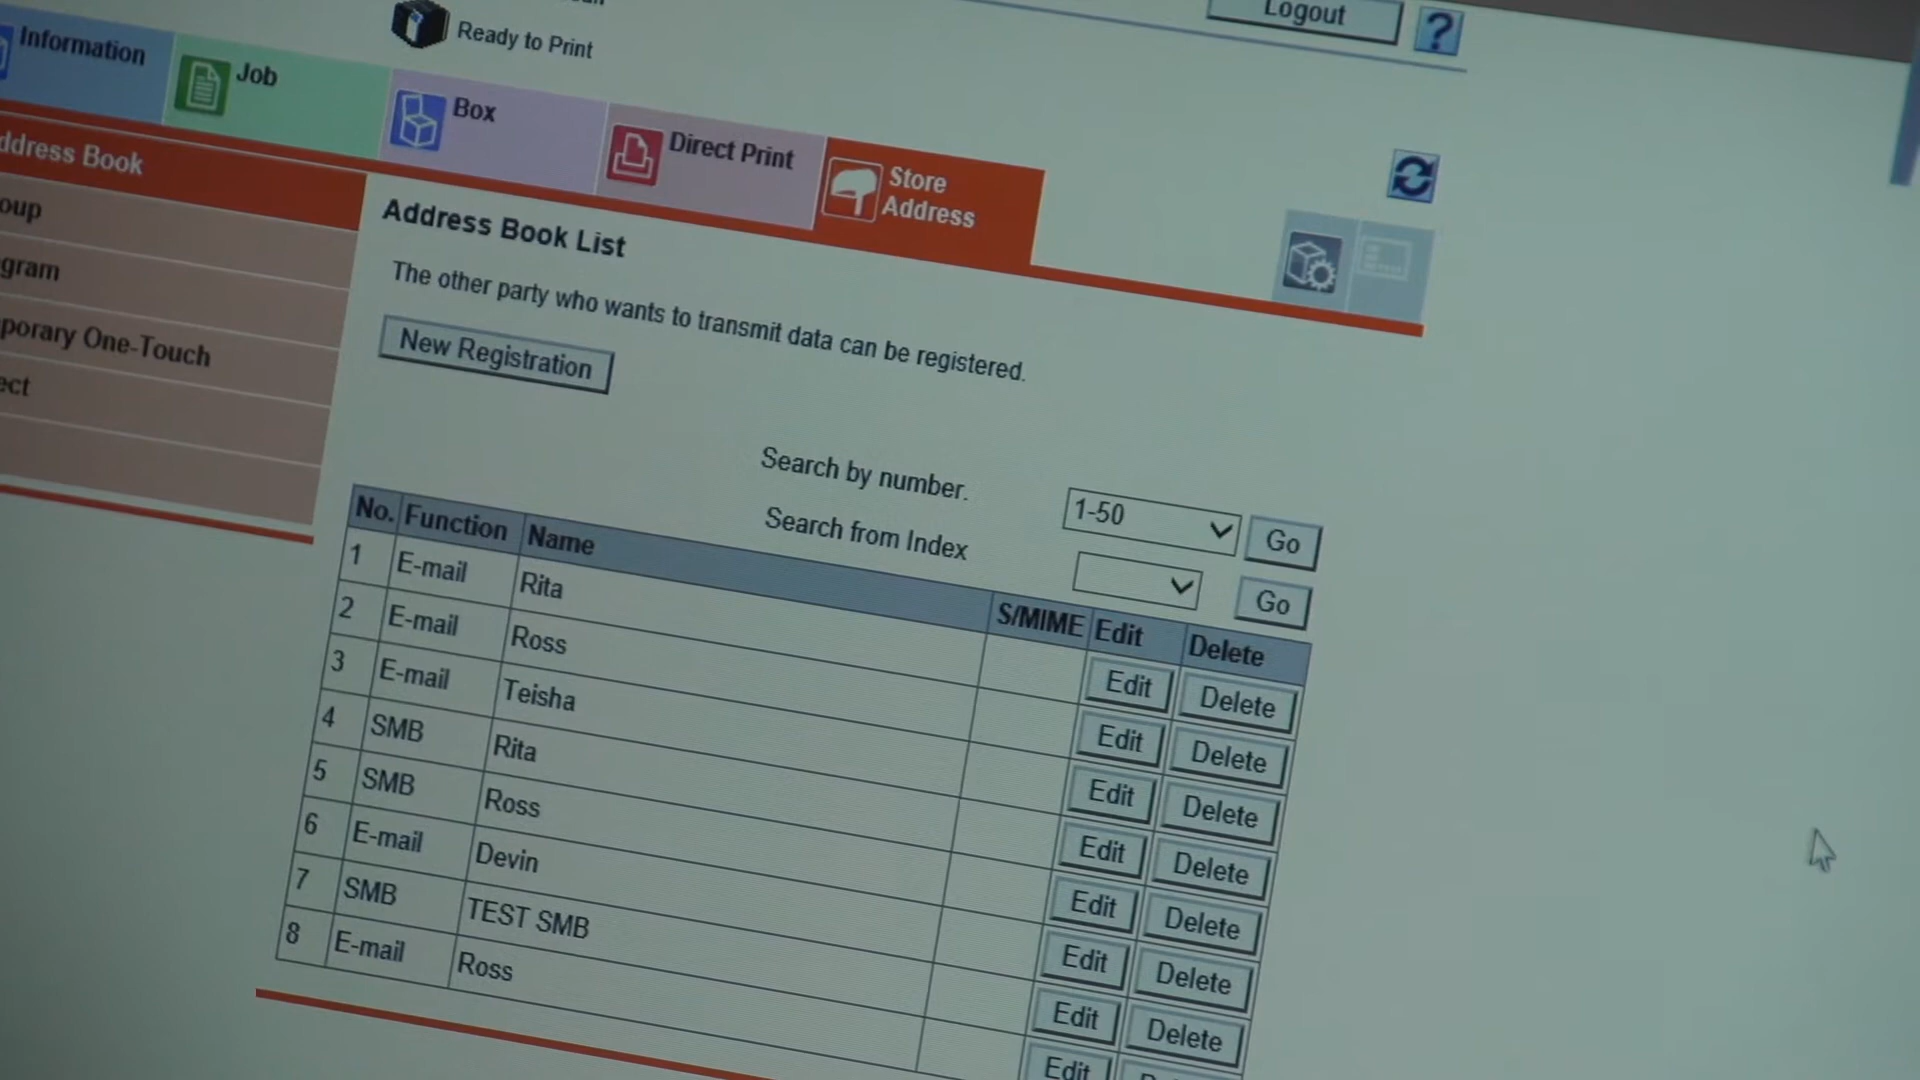 Logout
?
Ready to Print
Information
Job
Box
Direct Print
Store
Address
ddress Book
oup
gram
porary One-Touch
ect
Address Book List
The other party who wants to transmit data can be registered.
New Registration
Search by number.
1-50
Go
Search from Index
Go
No. Function Name S/MIME Edit Delete
1 E-mail Rita Edit Delete
2 E-mail Ross Edit Delete
3 E-mail Teisha Edit Delete
4 SMB Rita Edit Delete
5 SMB Ross Edit Delete
6 E-mail Devin Edit Delete
7 SMB TEST SMB Edit Delete
8 E-mail Ross Edit